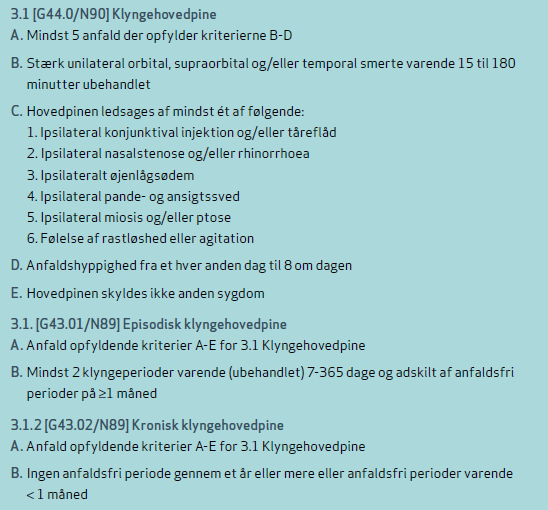 3.1 [G44.0/N90] Klyngehovedpine
A. Mindst 5 anfald der opfylder kriterierne B-D
B. Stærk unilateral orbital, supraorbital og/eller temporal smerte varende 15 til 180
minutter ubehandlet
C. Hovedpinen ledsages af mindst ét af følgende:
1. Ipsilateral konjunktival injektion og/eller tåreflåd
2. Ipsilateral nasalstenose og/eller rhinorrhoea
3. Ipsilateralt øjenlågsødem
4. Ipsilateral pande- og ansigtssved
5. Ipsilateral miosis og/eller ptose
6. Følelse af rastløshed eller agitation
D. Anfaldshyppighed fra et hver anden dag til 8 om dagen
E. Hovedpinen skyldes ikke anden sygdom
3.1. [G43.01/N89] Episodisk klyngehovedpine
A. Anfald opfyldende kriterier A-E for 3.1 Klyngehovedpine
B. Mindst 2 klyngeperioder varende (ubehandlet) 7-365 dage og adskilt af anfaldsfri
perioder på ≥1 måned
3.1.2 [G43.02/N89] Kronisk klyngehovedpine
A. Anfald opfyldende kriterier A-E for 3.1 Klyngehovedpine
B. Ingen anfaldsfri periode gennem et år eller mere eller anfaldsfri perioder varende
< 1 måned